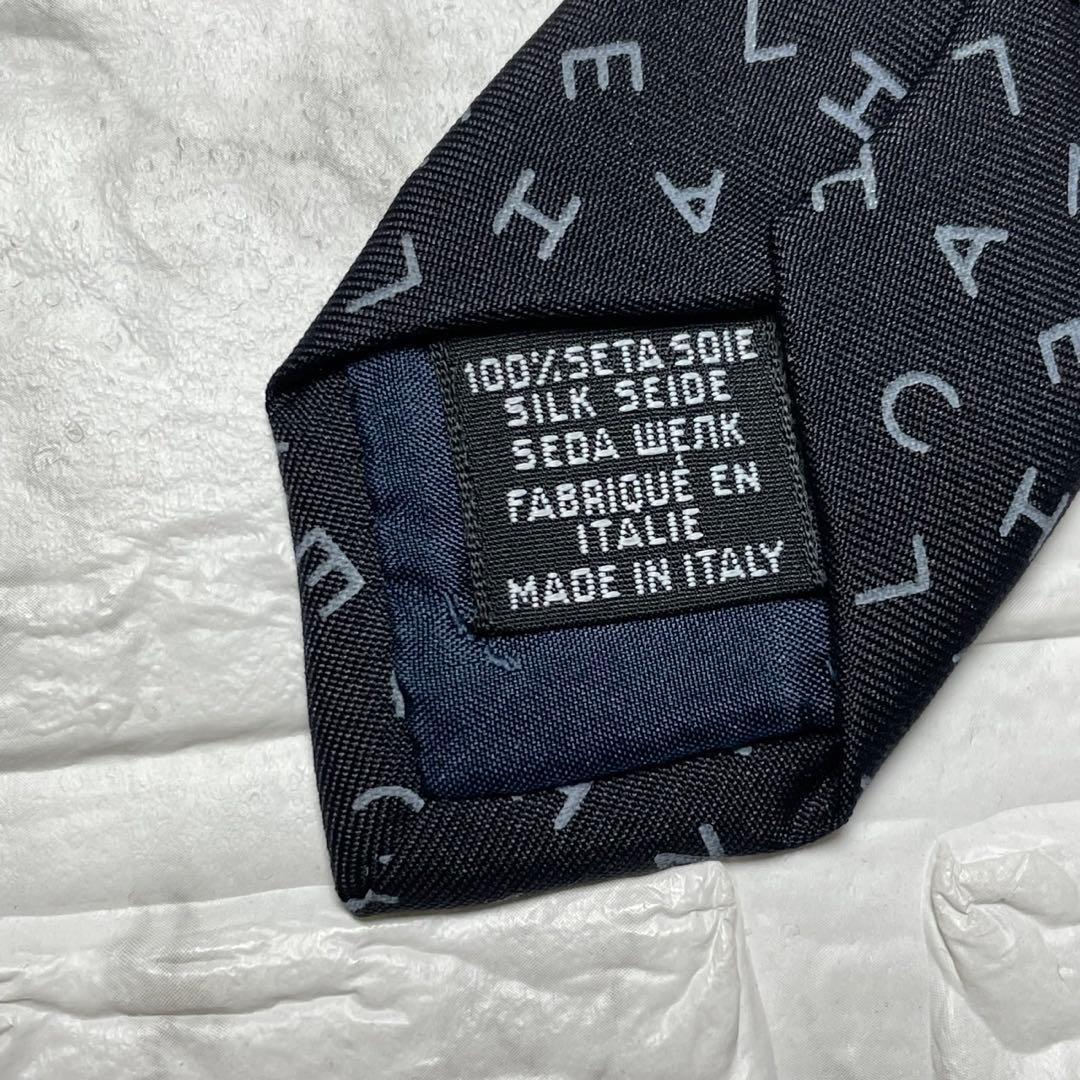 100% SETA SOIE
SILK SEIDE
SEDA ШЕЛК
FABRIQUÉ EN
ITALIE
MADE IN ITALY